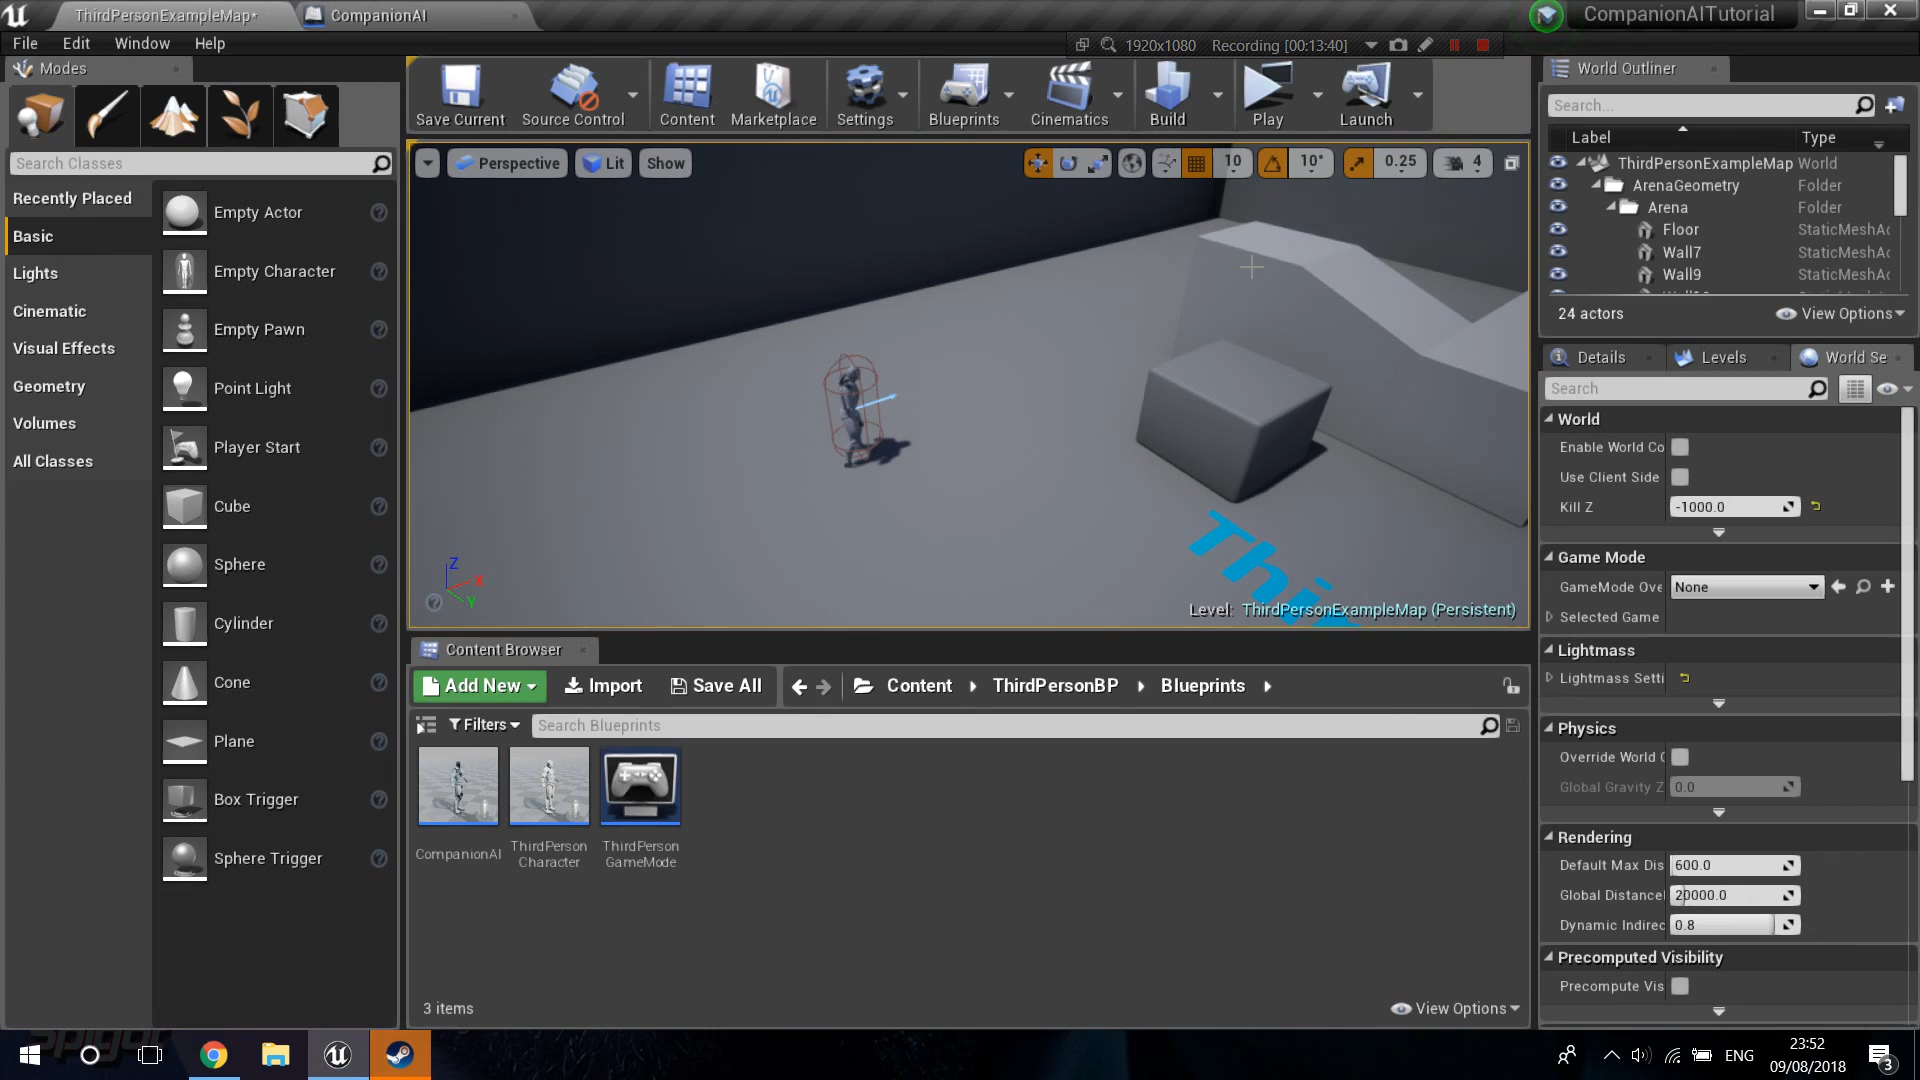 ThirdPersonExampleMap*
CompanionAI
CompanionAITutorial
File Edit Window Help
1920x1080 Recording [00:13:40]
Modes
Save Current
Source Control
Content
Marketplace
Settings
Blueprints
Cinematics
Build
Play
Launch
Search Classes
Recently Placed
Basic
Lights
Cinematic
Visual Effects
Geometry
Volumes
All Classes
Empty Actor
Empty Character
Empty Pawn
Point Light
Player Start
Cube
Sphere
Cylinder
Cone
Plane
Box Trigger
Sphere Trigger
Perspective
Lit
Show
10
10°
0.25
4
Z
X
Y
Thi
Level: ThirdPersonExampleMap (Persistent)
Content Browser
Add New
Import
Save All
Content
ThirdPersonBP
Blueprints
Filters
Search Blueprints
CompanionAI
ThirdPerson
Character
ThirdPerson
GameMode
3 items
View Options
World Outliner
Search...
Label
Type
ThirdPersonExampleMap World
ArenaGeometry Folder
Arena Folder
Floor StaticMeshAc
Wall7 StaticMeshAc
Wall9 StaticMeshAc
24 actors
View Options
Details
Levels
World Se
Search
World
Enable World Co
Use Client Side
Kill Z -1000.0
Game Mode
GameMode Ove None
Selected Game
Lightmass
Lightmass Setti
Physics
Override World G
Global Gravity Z 0.0
Rendering
Default Max Dis 600.0
Global Distance 20000.0
Dynamic Indirec 0.8
Precomputed Visibility
Precompute Vis
ENG
23:52
09/08/2018
3